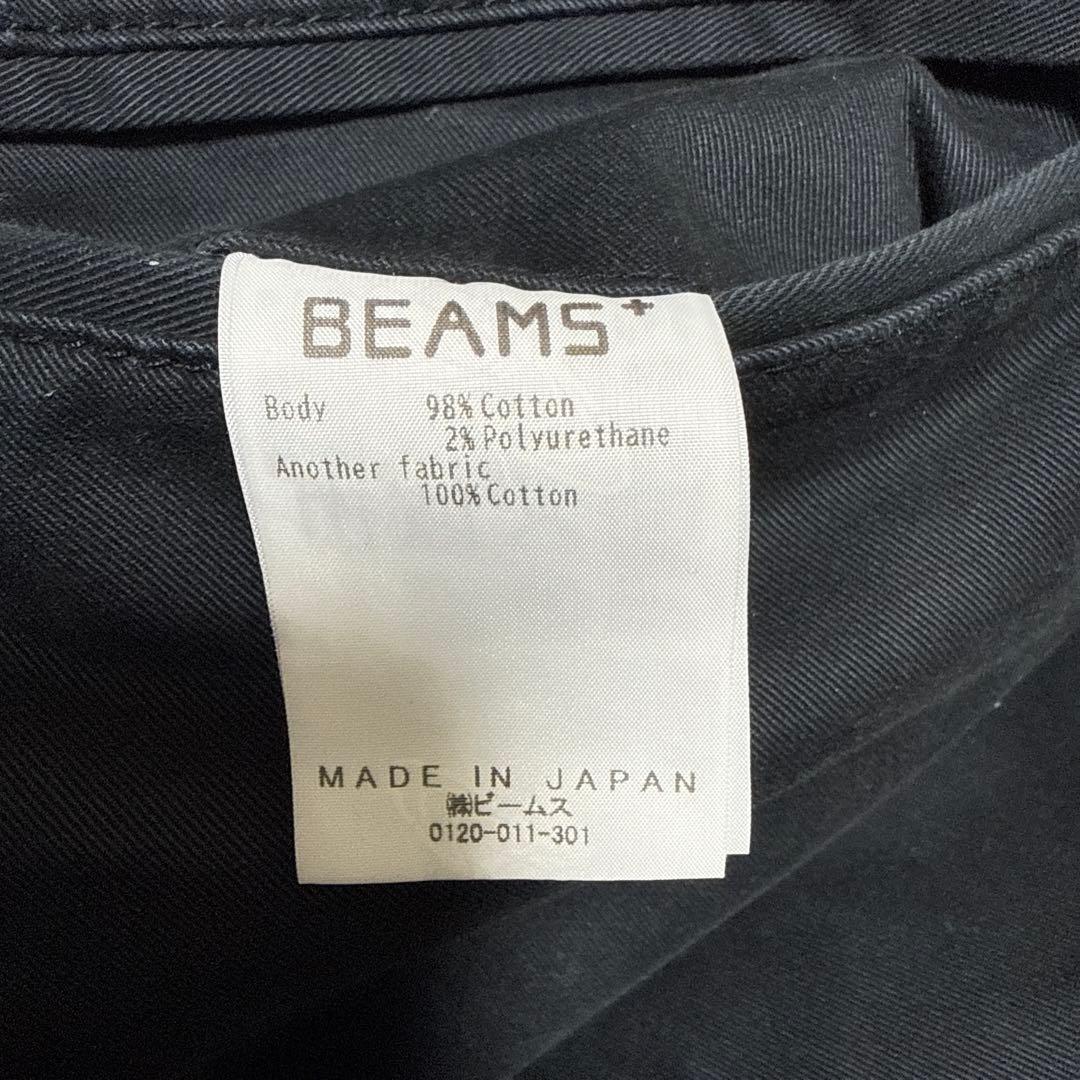 BEAMS+
Body 98% Cotton
2% Polyurethane
Another fabric
100% Cotton
MADE IN JAPAN
㈱ビームス
0120-011-301